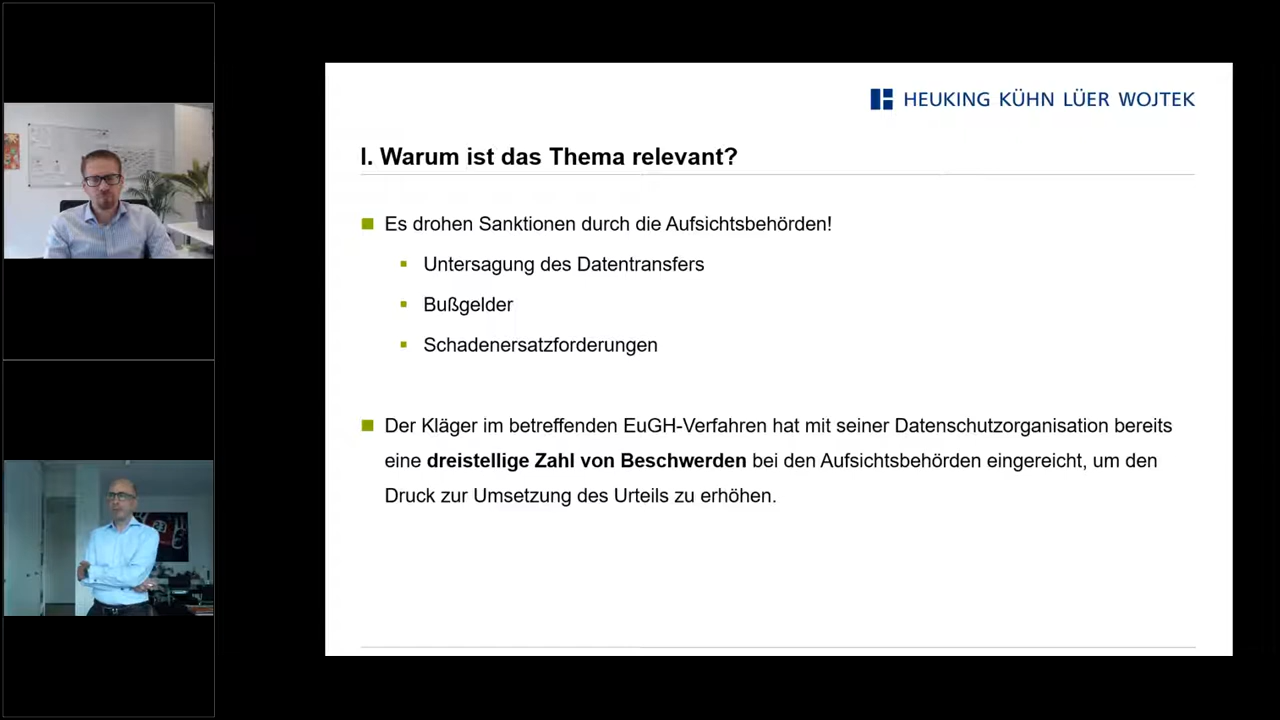 HEUKING KÜHN LÜER WOJTEK
I. Warum ist das Thema relevant?
Es drohen Sanktionen durch die Aufsichtsbehörden!
Untersagung des Datentransfers
Bußgelder
Schadenersatzforderungen
Der Kläger im betreffenden EuGH-Verfahren hat mit seiner Datenschutzorganisation bereits
eine dreistellige Zahl von Beschwerden bei den Aufsichtsbehörden eingereicht, um den
Druck zur Umsetzung des Urteils zu erhöhen.